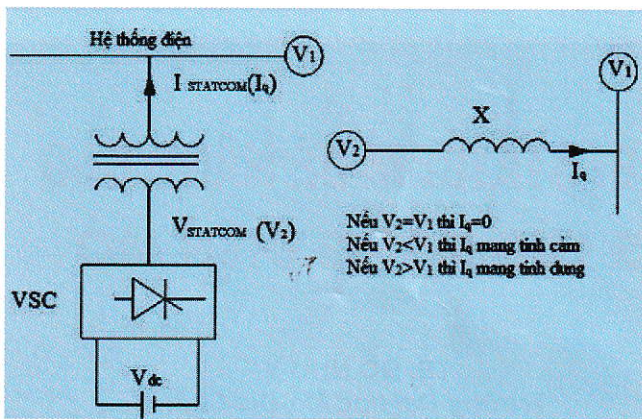 Hệ thống điện
V1
I STATCOM(Iq)
VSTATCOM (V2)
VSC
Vdc
V1
X
V2
Iq
Nếu V2=V1 thì Iq=0
Nếu V2<V1 thì Iq mang tính cảm
Nếu V2>V1 thì Iq mang tính dung